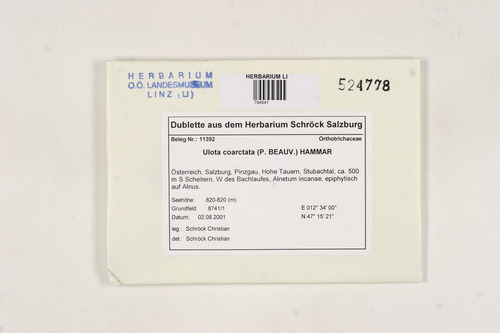 HERBARIUM
O.Ö. LANDESMUSEUM
LINZ (LI)
HERBARIUM LI
794541
524778
Dublette aus dem Herbarium Schröck Salzburg
Beleg Nr.: 11392 Orthotrichaceae
Ulota coarctata (P. BEAUV.) HAMMAR
Österreich, Salzburg, Pinzgau, Hohe Tauern, Stubachtal, ca. 500
m S Scheitern, W des Bachlaufes. Alnetum incanae, epiphytisch
auf Alnus.
Seehöhe: 820-820 (m)
Grundfeld: 8741/1 E 012° 34' 00"
Datum: 02.08.2001 N 47° 15' 21"
leg.: Schröck Christian
det.: Schröck Christian